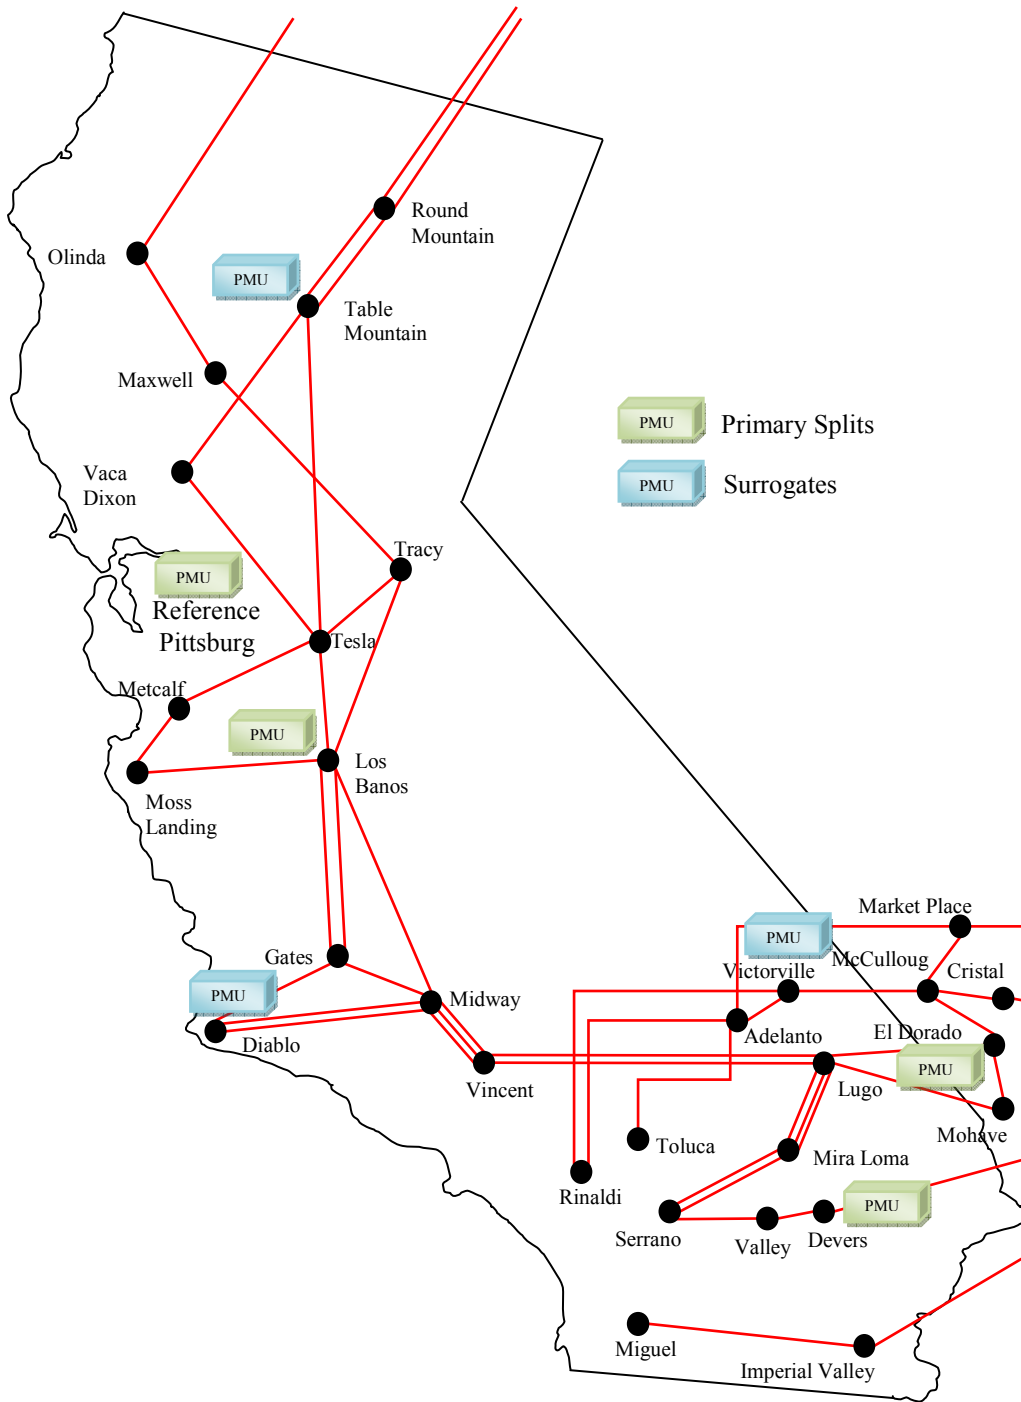 Round
Mountain
Olinda
PMU
Table
Mountain
Maxwell
PMU
Primary Splits
PMU
Surrogates
Vaca
Dixon
Tracy
PMU
Reference
Pittsburg
Tesla
Metcalf
PMU
Los
Banos
Moss
Landing
Market Place
PMU
McCulloug
Gates
Victorville
Cristal
PMU
Midway
Adelanto
El Dorado
Diablo
PMU
Vincent
Lugo
Mohave
Toluca
Mira Loma
Rinaldi
PMU
Serrano
Valley
Devers
Miguel
Imperial Valley